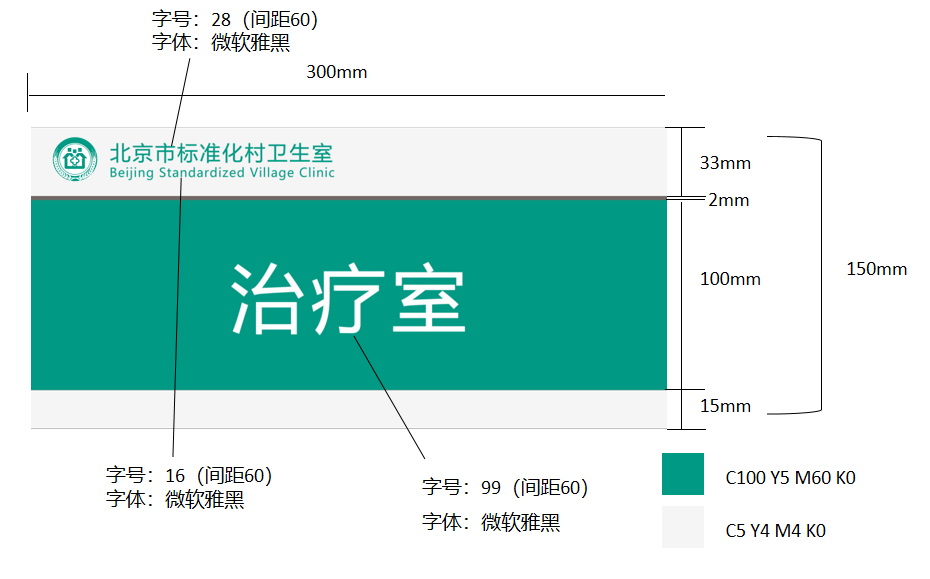 字号：28（间距60）
字体：微软雅黑
300mm
北京市标准化村卫生室
Beijing Standardized Village Clinic
33mm
2mm
治疗室
100mm
150mm
15mm
字号：16（间距60）
字体：微软雅黑
字号：99（间距60）
字体：微软雅黑
C100 Y5 M60 K0
C5 Y4 M4 K0